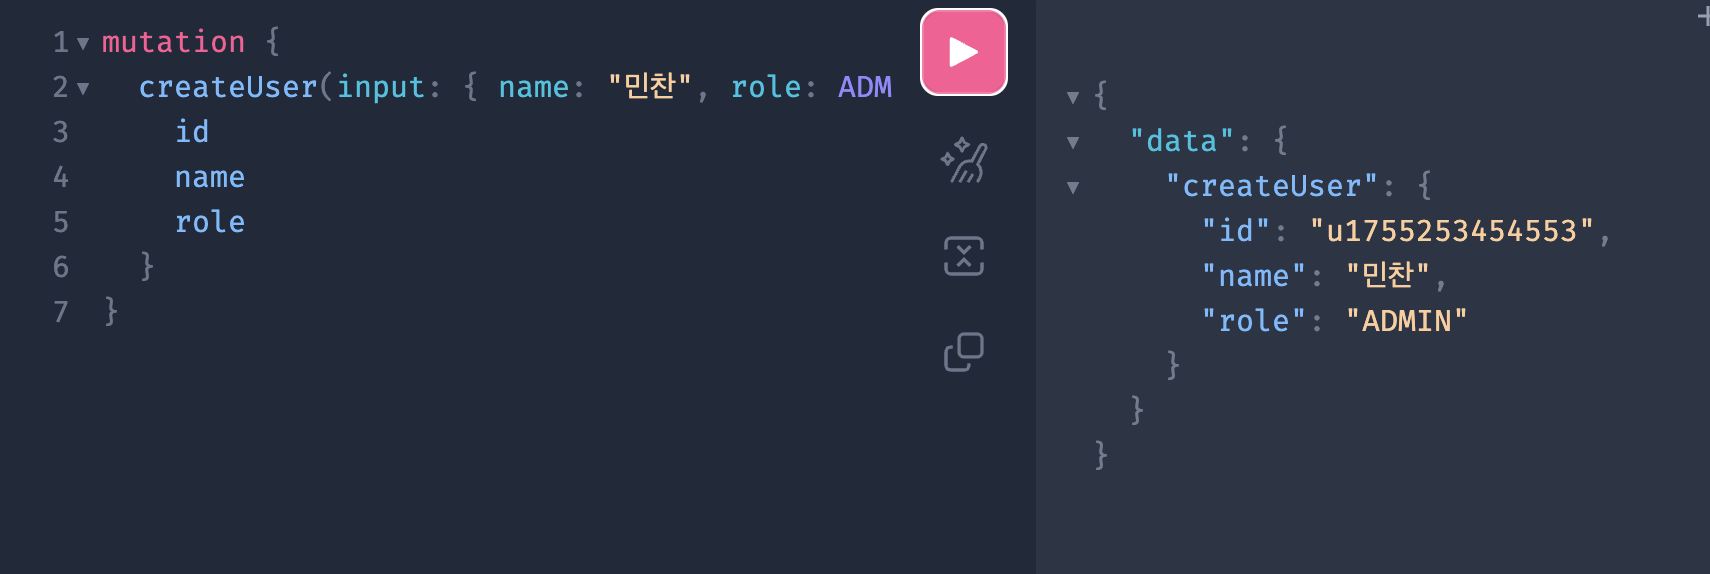 1 mutation {
2 createUser(input: { name: "민찬", role: ADM
3 id
4 name
5 role
6 }
7 }
{
"data": {
"createUser": {
"id": "u1755253454553",
"name": "민찬",
"role": "ADMIN"
}
}
}